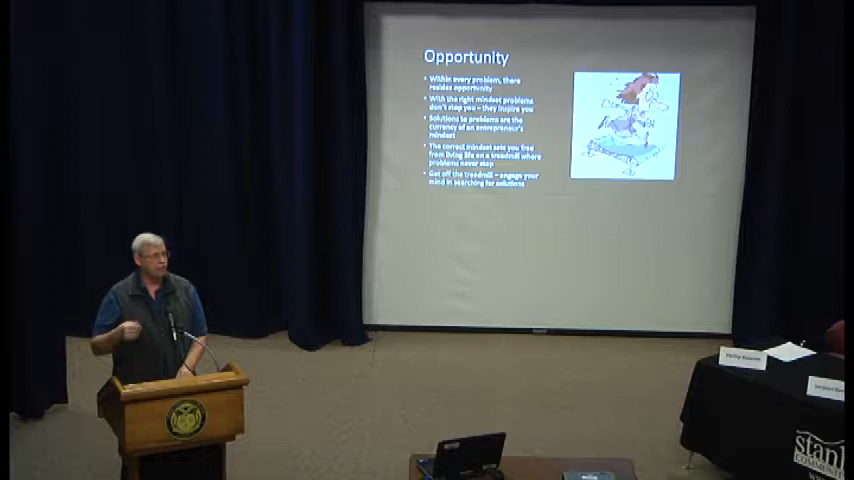 Opportunity
• Within every problem, there
resides opportunity
• With the right mindset problems
don't stop you – they inspire you
• Solutions to problems are the
currency of an entrepreneur's
mindset
• The correct mindset sets you free
from living life on a treadmill where
problems never stop
• Get off the treadmill – engage your
mind in searching for solutions